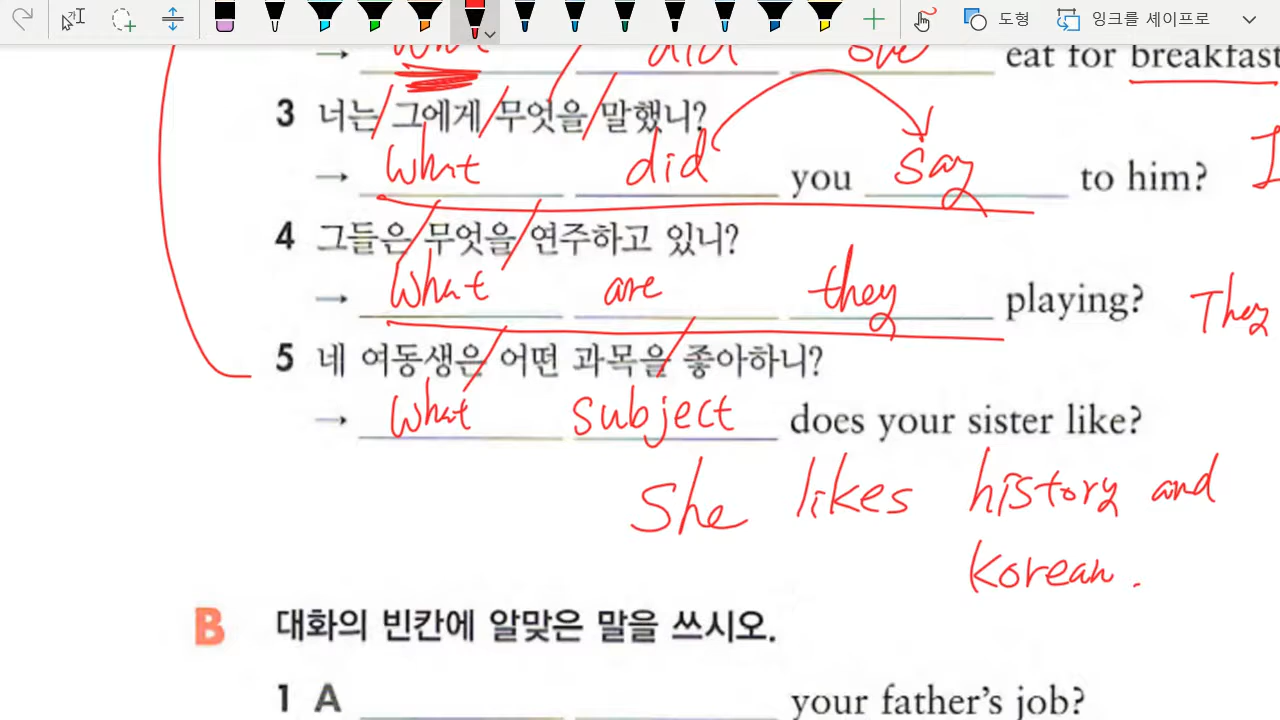 도형 잉크를 셰이프로
→ what did she eat for breakfast
3 너는 그에게 무엇을 말했니?
→ what did you say to him? I
4 그들은 무엇을 연주하고 있니?
→ what are they playing? They
5 네 여동생은 어떤 과목을 좋아하니?
→ what subject does your sister like?
She likes history and
Korean.
B 대화의 빈칸에 알맞은 말을 쓰시오.
1 A your father's job?